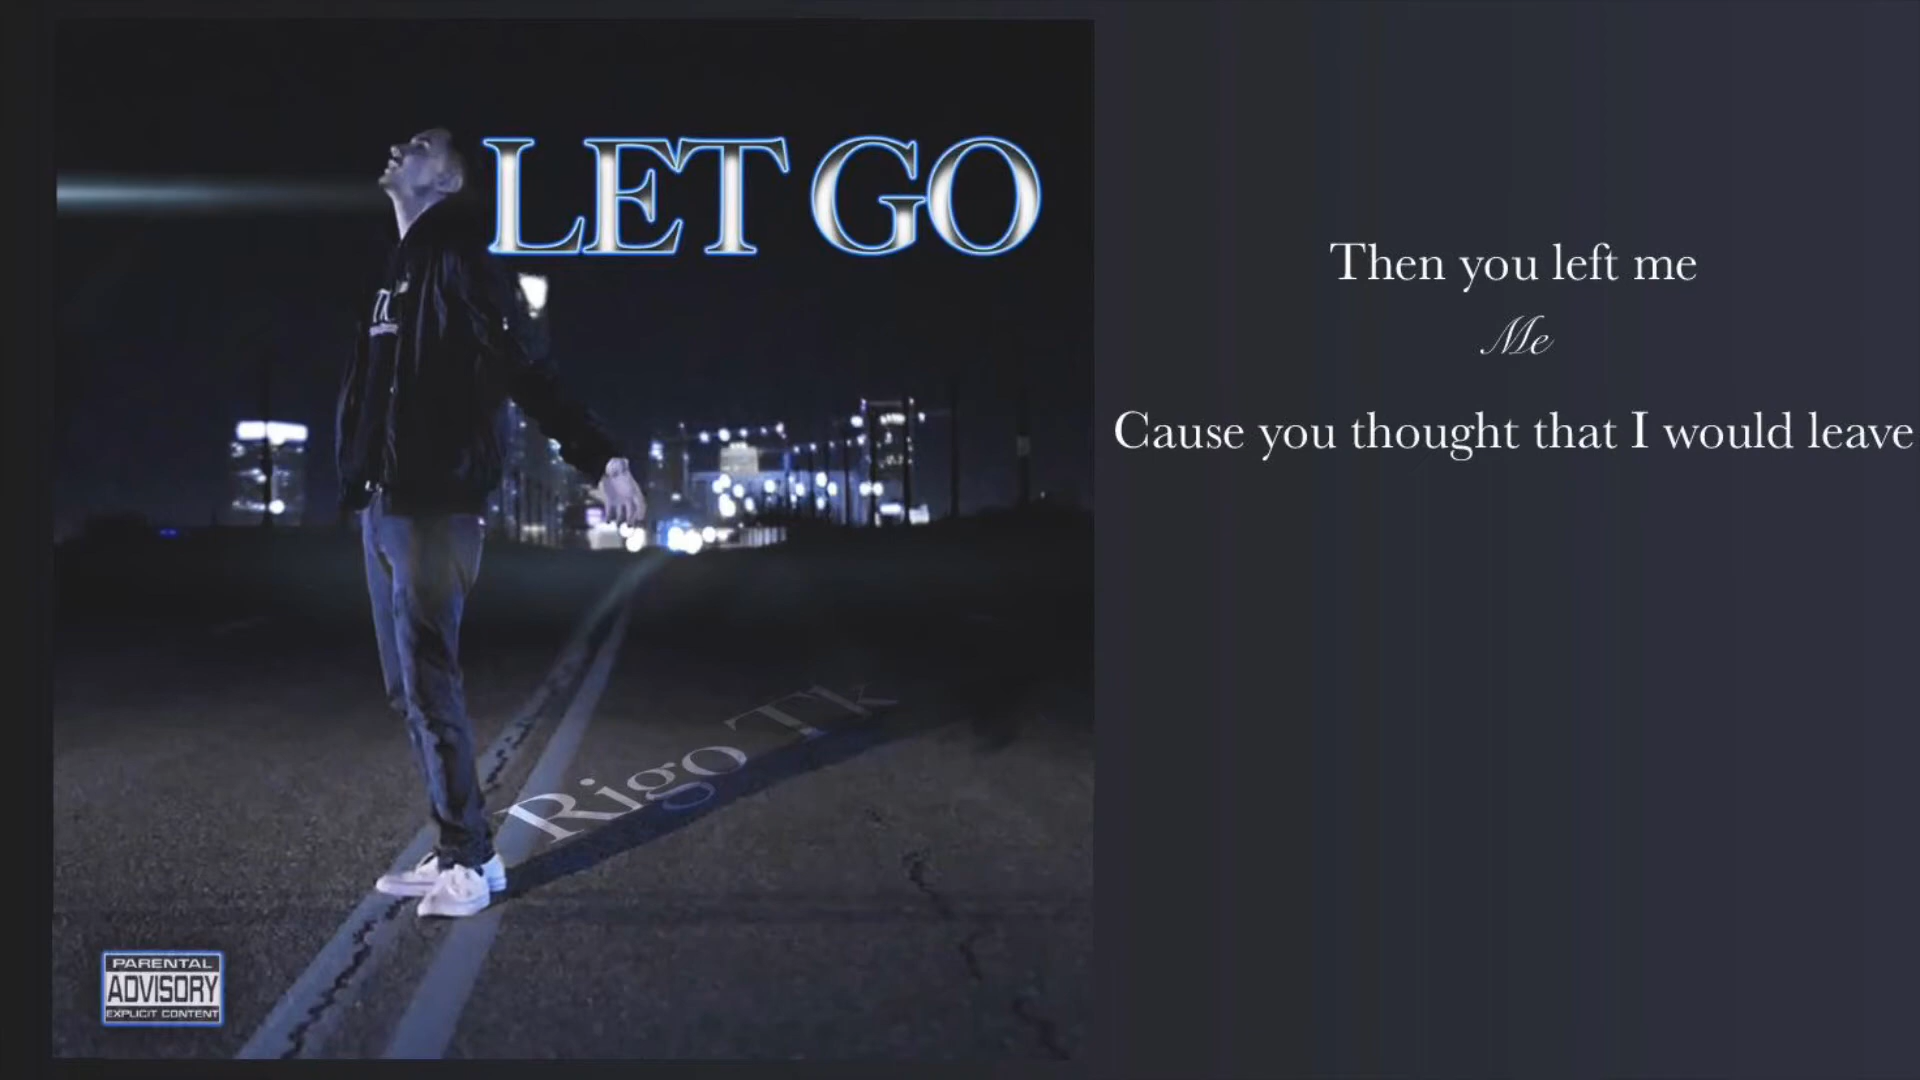 LET GO
Rigo Tk
PARENTAL
ADVISORY
EXPLICIT CONTENT
Then you left me
Me
Cause you thought that I would leave